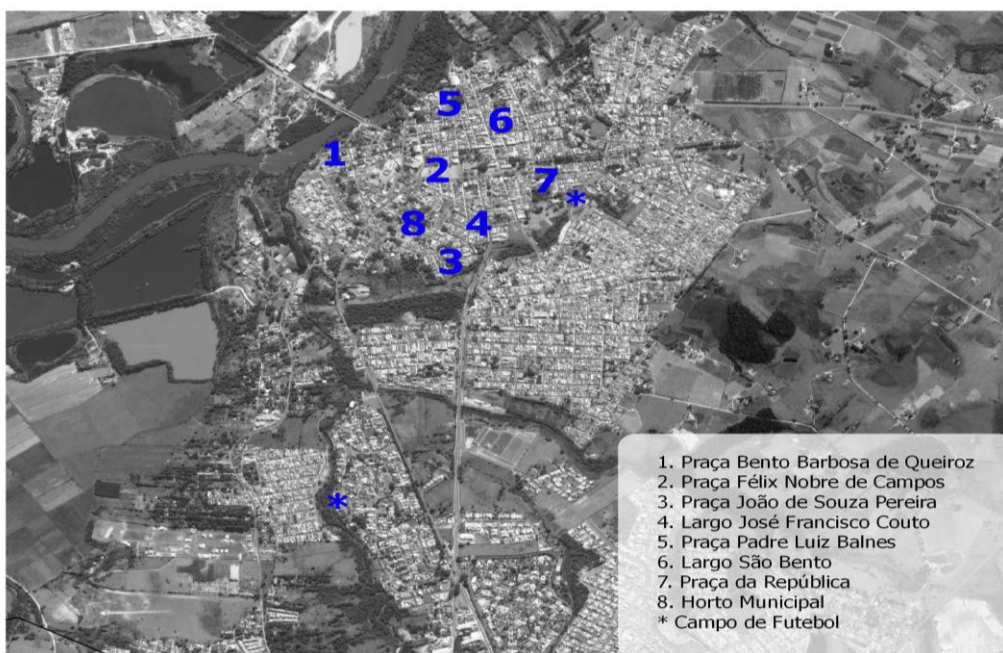 5
6
1
2
7
*
8
4
3
*
1. Praça Bento Barbosa de Queiroz
2. Praça Félix Nobre de Campos
3. Praça João de Souza Pereira
4. Largo José Francisco Couto
5. Praça Padre Luiz Balnes
6. Largo São Bento
7. Praça da República
8. Horto Municipal
* Campo de Futebol